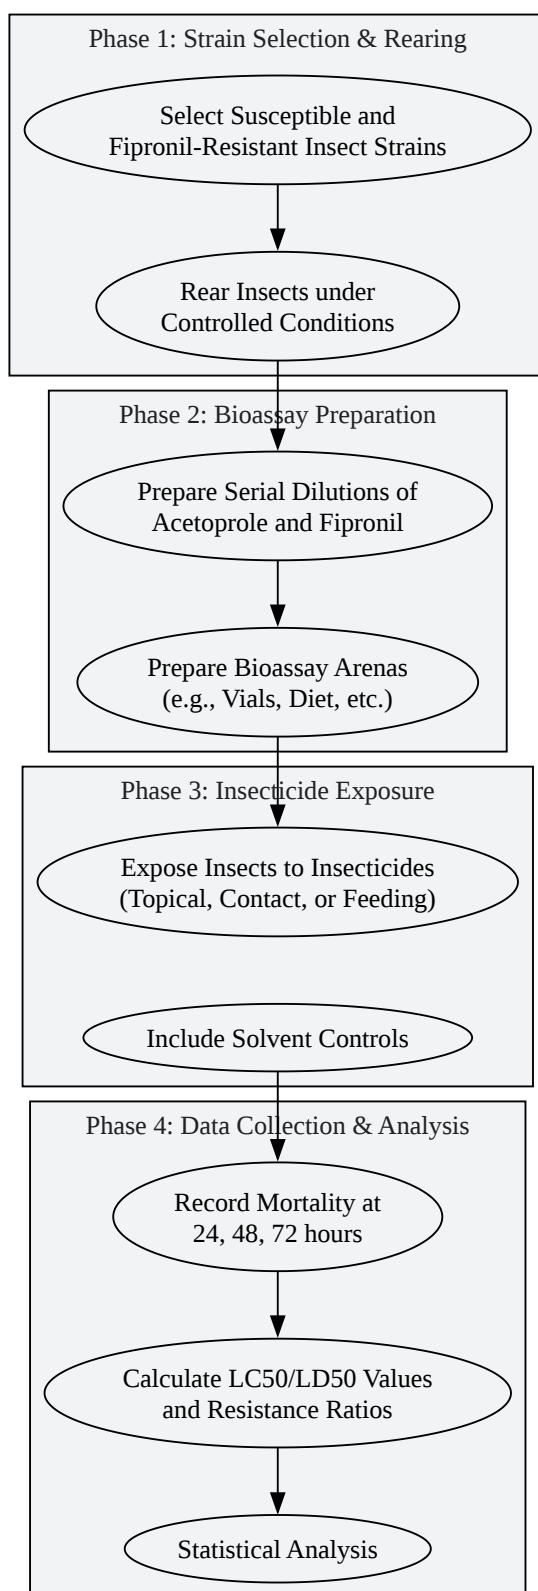 Phase 1: Strain Selection & Rearing
Select Susceptible and
Fipronil-Resistant Insect Strains
Rear Insects under
Controlled Conditions
Phase 2: Bioassay Preparation
Prepare Serial Dilutions of
Acetoprole and Fipronil
Prepare Bioassay Arenas
(e.g., Vials, Diet, etc.)
Phase 3: Insecticide Exposure
Expose Insects to Insecticides
(Topical, Contact, or Feeding)
Include Solvent Controls
Phase 4: Data Collection & Analysis
Record Mortality at
24, 48, 72 hours
Calculate LC50/LD50 Values
and Resistance Ratios
Statistical Analysis